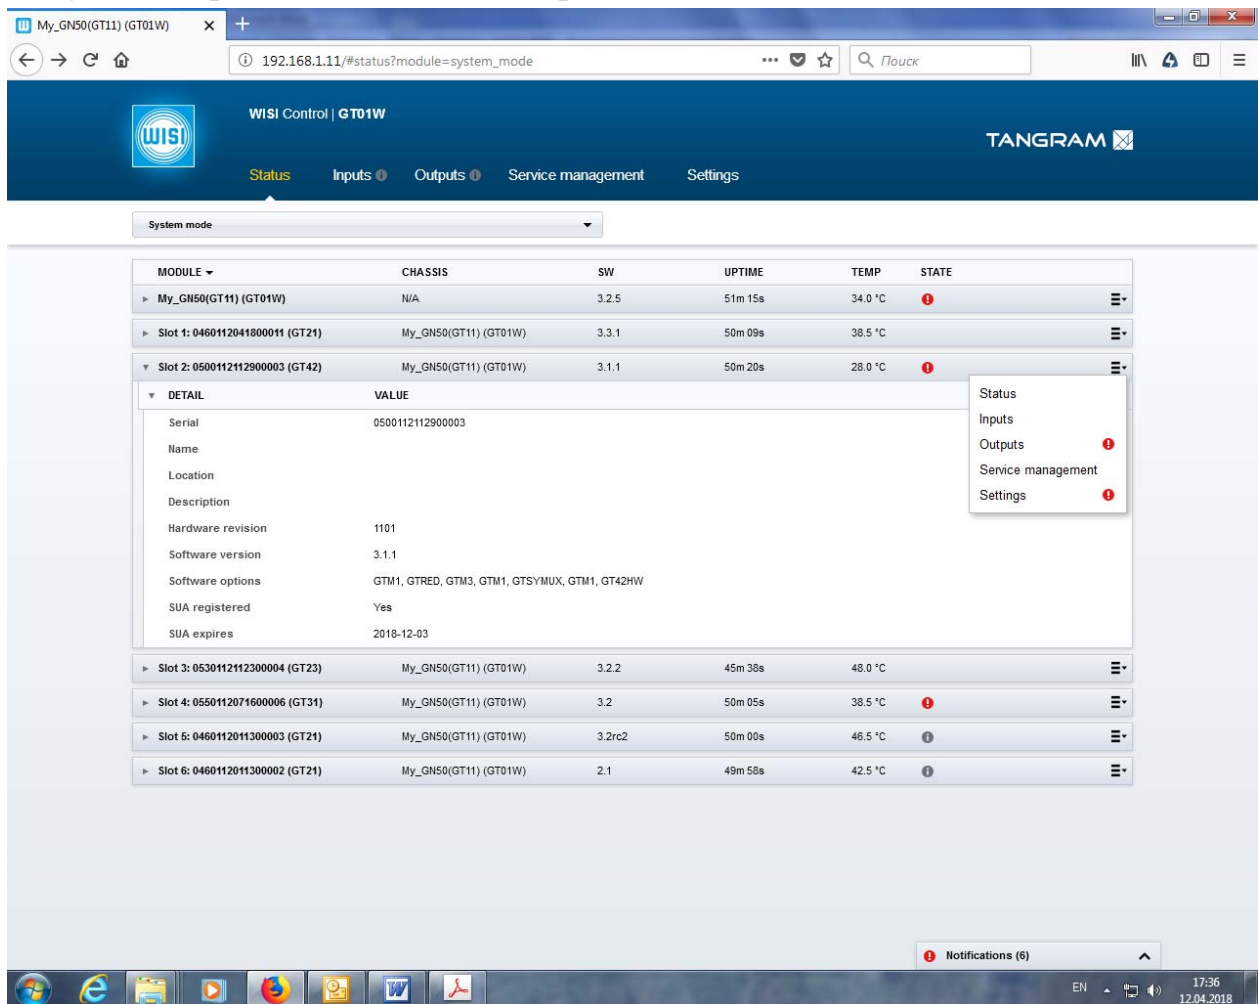 My_GN50(GT11) (GT01W)
192.168.1.11/#status?module=system_mode
Поиск
WISI
WISI Control | GT01W
TANGRAM
Status Inputs Outputs Service management Settings
System mode
MODULE CHASSIS SW UPTIME TEMP STATE
My_GN50(GT11) (GT01W) N/A 3.2.5 51m 15s 34.0 °C
Slot 1: 0460112041800011 (GT21) My_GN50(GT11) (GT01W) 3.3.1 50m 09s 38.5 °C
Slot 2: 0500112112900003 (GT42) My_GN50(GT11) (GT01W) 3.1.1 50m 20s 28.0 °C
DETAIL VALUE
Serial 0500112112900003
Name
Location
Description
Hardware revision 1101
Software version 3.1.1
Software options GTM1, GTRED, GTM3, GTM1, GTSYMUX, GTM1, GT42HW
SUA registered Yes
SUA expires 2018-12-03
Status
Inputs
Outputs
Service management
Settings
Slot 3: 0530112112300004 (GT23) My_GN50(GT11) (GT01W) 3.2.2 45m 38s 48.0 °C
Slot 4: 0550112071600006 (GT31) My_GN50(GT11) (GT01W) 3.2 50m 05s 38.5 °C
Slot 5: 0460112011300003 (GT21) My_GN50(GT11) (GT01W) 3.2rc2 50m 00s 46.5 °C
Slot 6: 0460112011300002 (GT21) My_GN50(GT11) (GT01W) 2.1 49m 58s 42.5 °C
Notifications (6)
EN 17:36
12.04.2018